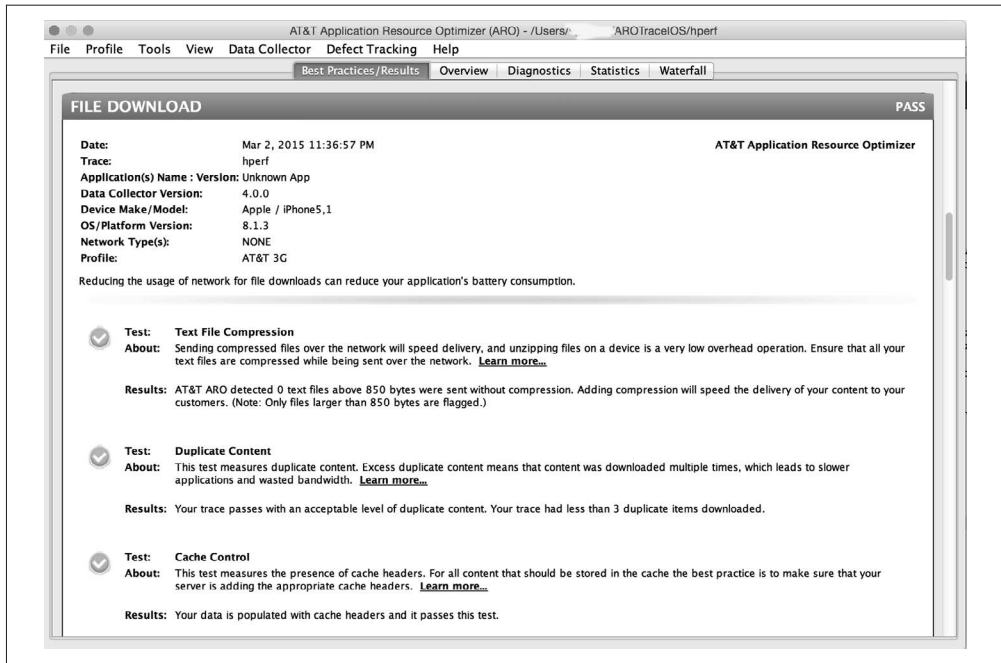 AT&T Application Resource Optimizer (ARO) - /Users/ 'AROTraceIOS/hperf
File Profile Tools View Data Collector Defect Tracking Help
Best Practices/Results Overview Diagnostics Statistics Waterfall
FILE DOWNLOAD PASS
Date: Mar 2, 2015 11:36:57 PM AT&T Application Resource Optimizer
Trace: hperf
Application(s) Name : Version: Unknown App
Data Collector Version: 4.0.0
Device Make/Model: Apple / iPhone5,1
OS/Platform Version: 8.1.3
Network Type(s): NONE
Profile: AT&T 3G
Reducing the usage of network for file downloads can reduce your application's battery consumption.
Test: Text File Compression
About: Sending compressed files over the network will speed delivery, and unzipping files on a device is a very low overhead operation. Ensure that all your
text files are compressed while being sent over the network. Learn more...
Results: AT&T ARO detected 0 text files above 850 bytes were sent without compression. Adding compression will speed the delivery of your content to your
customers. (Note: Only files larger than 850 bytes are flagged.)
Test: Duplicate Content
About: This test measures duplicate content. Excess duplicate content means that content was downloaded multiple times, which leads to slower
applications and wasted bandwidth. Learn more...
Results: Your trace passes with an acceptable level of duplicate content. Your trace had less than 3 duplicate items downloaded.
Test: Cache Control
About: This test measures the presence of cache headers. For all content that should be stored in the cache the best practice is to make sure that your
server is adding the appropriate cache headers. Learn more...
Results: Your data is populated with cache headers and it passes this test.